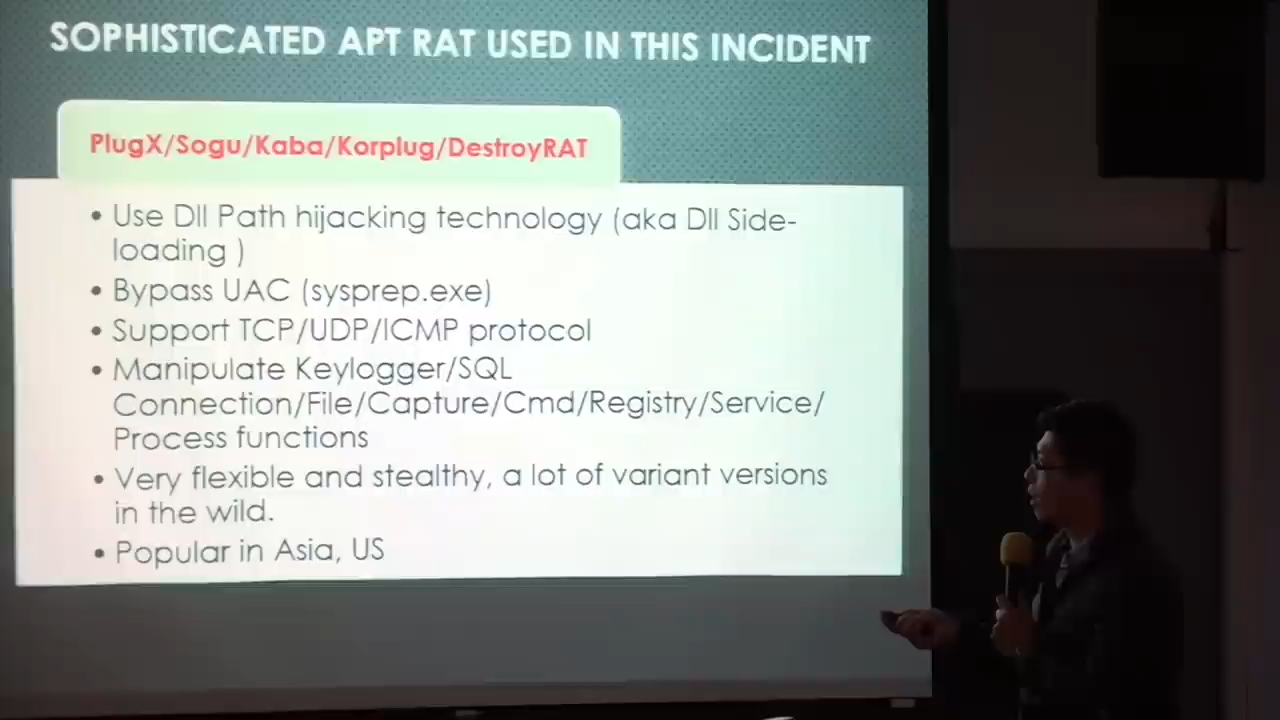 SOPHISTICATED APT RAT USED IN THIS INCIDENT
PlugX/Sogu/Kaba/Korplug/DestroyRAT
• Use Dll Path hijacking technology (aka Dll Side-
loading )
• Bypass UAC (sysprep.exe)
• Support TCP/UDP/ICMP protocol
• Manipulate Keylogger/SQL
Connection/File/Capture/Cmd/Registry/Service/
Process functions
• Very flexible and stealthy, a lot of variant versions
in the wild.
• Popular in Asia, US